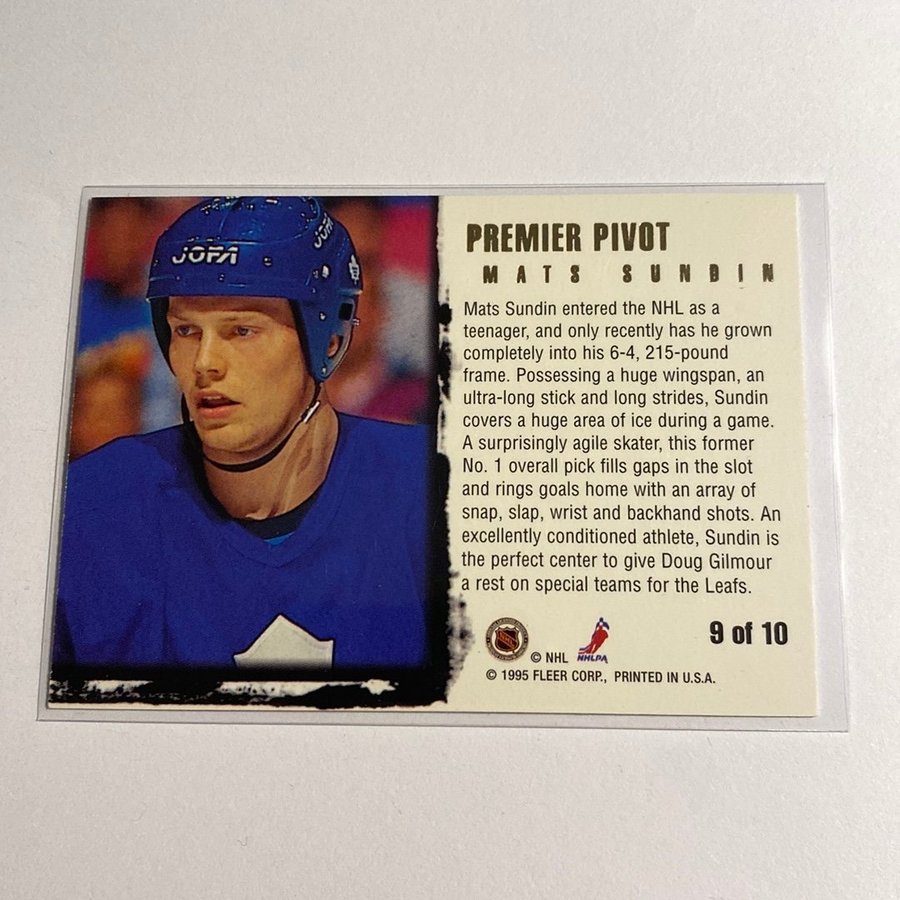 JOFA
JOFA
PREMIER PIVOT
MATS SUNDIN
Mats Sundin entered the NHL as a
teenager, and only recently has he grown
completely into his 6-4, 215-pound
frame. Possessing a huge wingspan, an
ultra-long stick and long strides, Sundin
covers a huge area of ice during a game.
A surprisingly agile skater, this former
No. 1 overall pick fills gaps in the slot
and rings goals home with an array of
snap, slap, wrist and backhand shots. An
excellently conditioned athlete, Sundin is
the perfect center to give Doug Gilmour
a rest on special teams for the Leafs.
© NHL NHLPA
9 of 10
© 1995 FLEER CORP., PRINTED IN U.S.A.